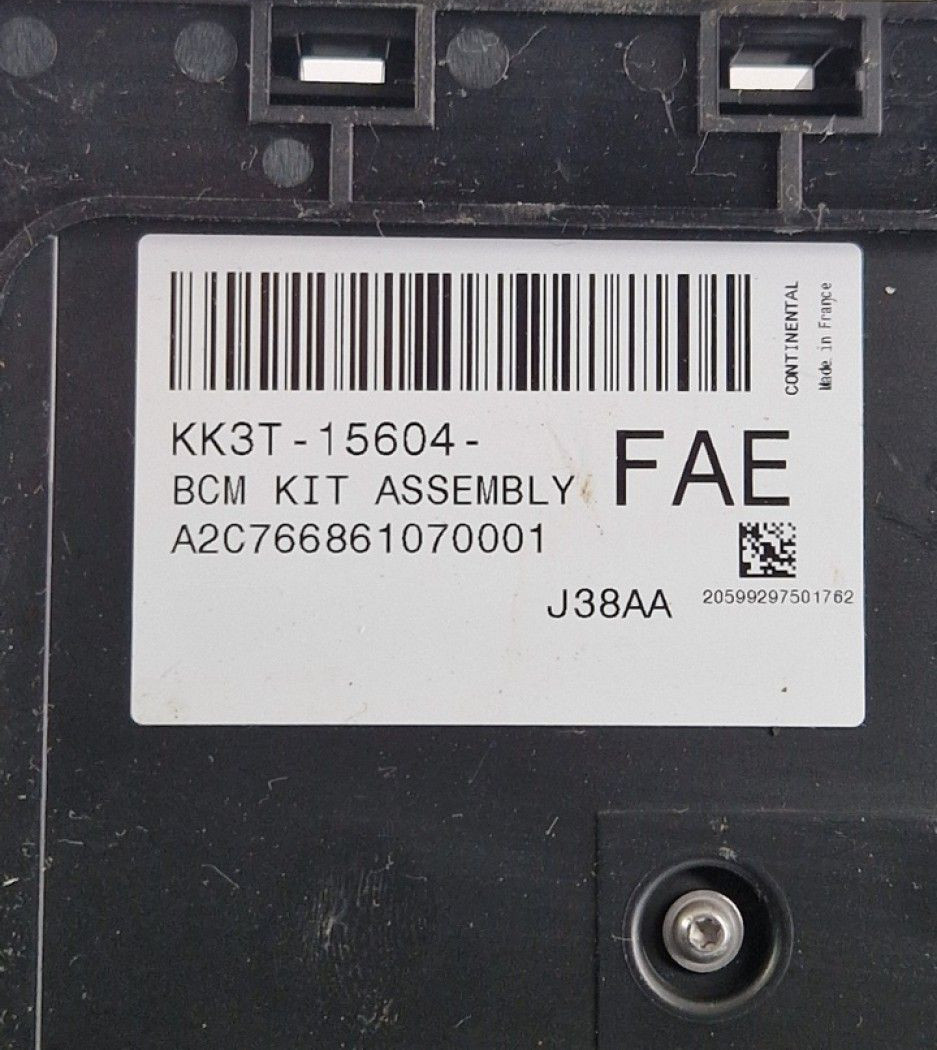 CONTINENTAL
Made in France
KK3T-15604-
FAE
BCM KIT ASSEMBLY
A2C766861070001
J38AA
20599297501762